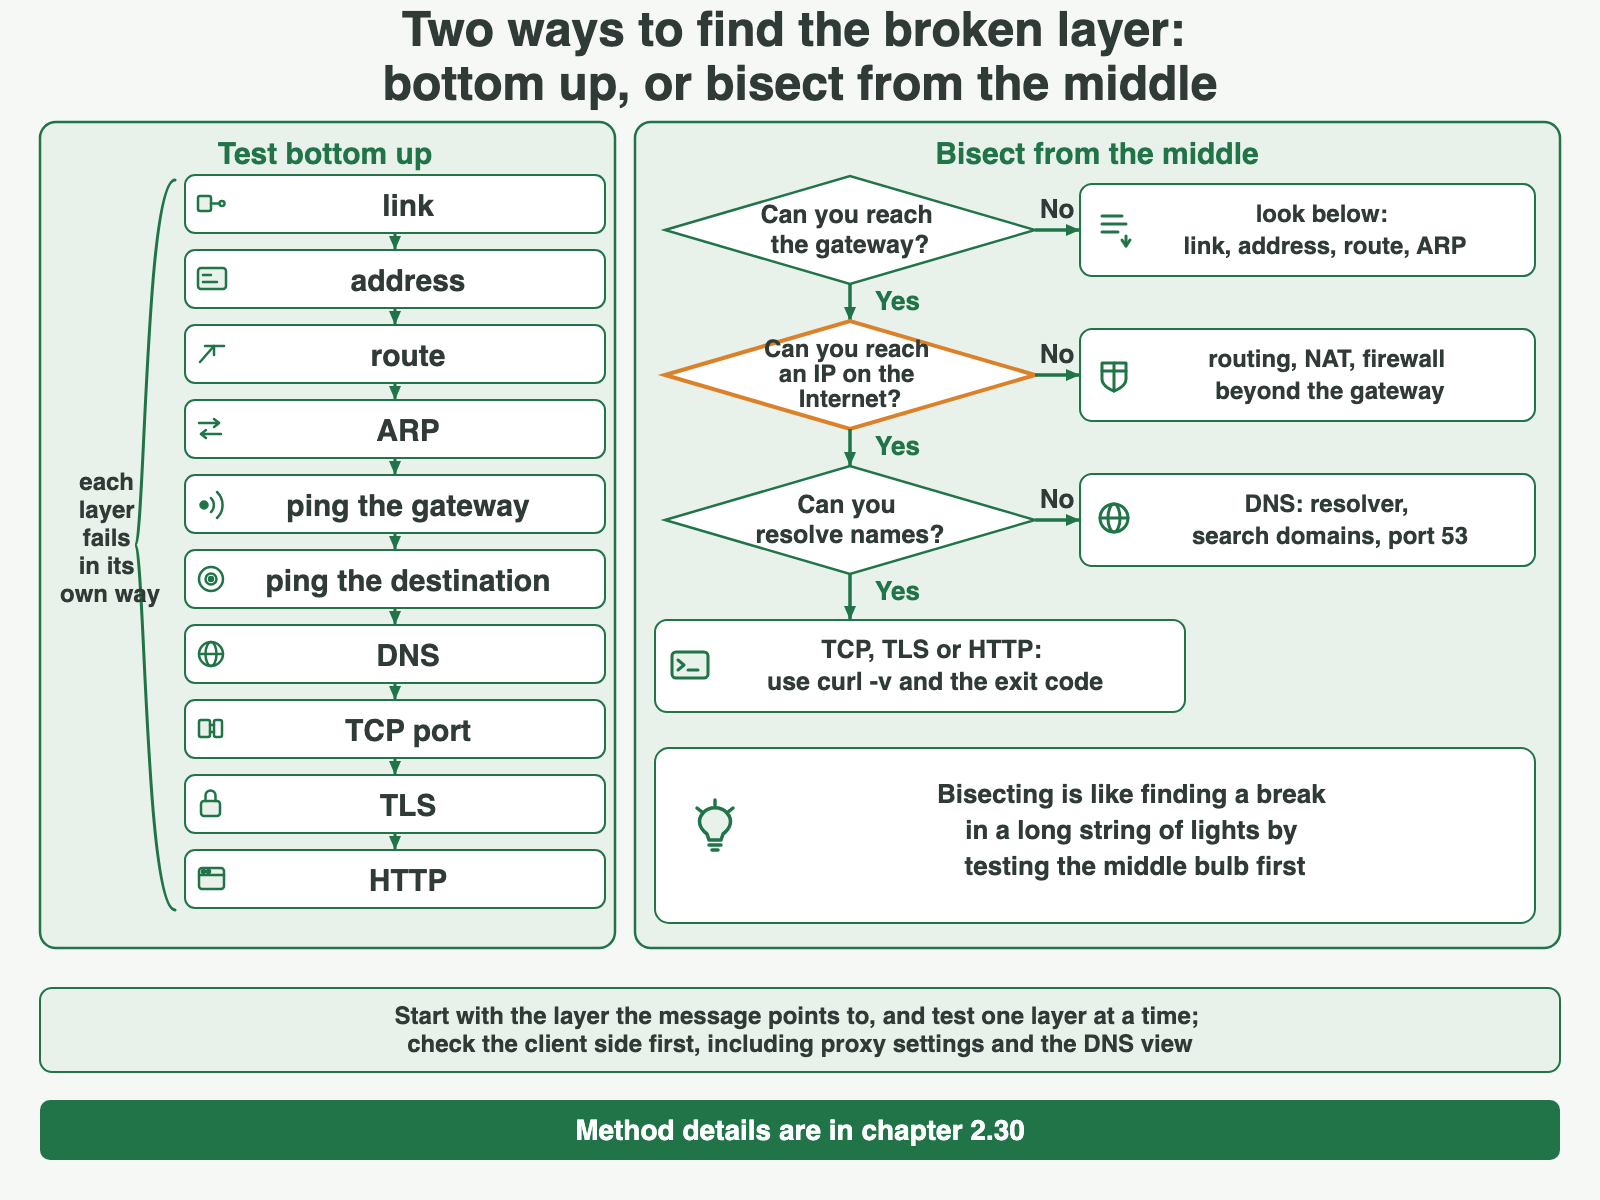 Two ways to find the broken layer:
bottom up, or bisect from the middle
Test bottom up
each
layer
fails
in its
own way
link
address
route
ARP
ping the gateway
ping the destination
DNS
TCP port
TLS
HTTP
Bisect from the middle
Can you reach
the gateway?
No
look below:
link, address, route, ARP
Yes
Can you reach
an IP on the
Internet?
No
routing, NAT, firewall
beyond the gateway
Yes
Can you
resolve names?
No
DNS: resolver,
search domains, port 53
Yes
TCP, TLS or HTTP:
use curl -v and the exit code
Bisecting is like finding a break
in a long string of lights by
testing the middle bulb first
Start with the layer the message points to, and test one layer at a time;
check the client side first, including proxy settings and the DNS view
Method details are in chapter 2.30